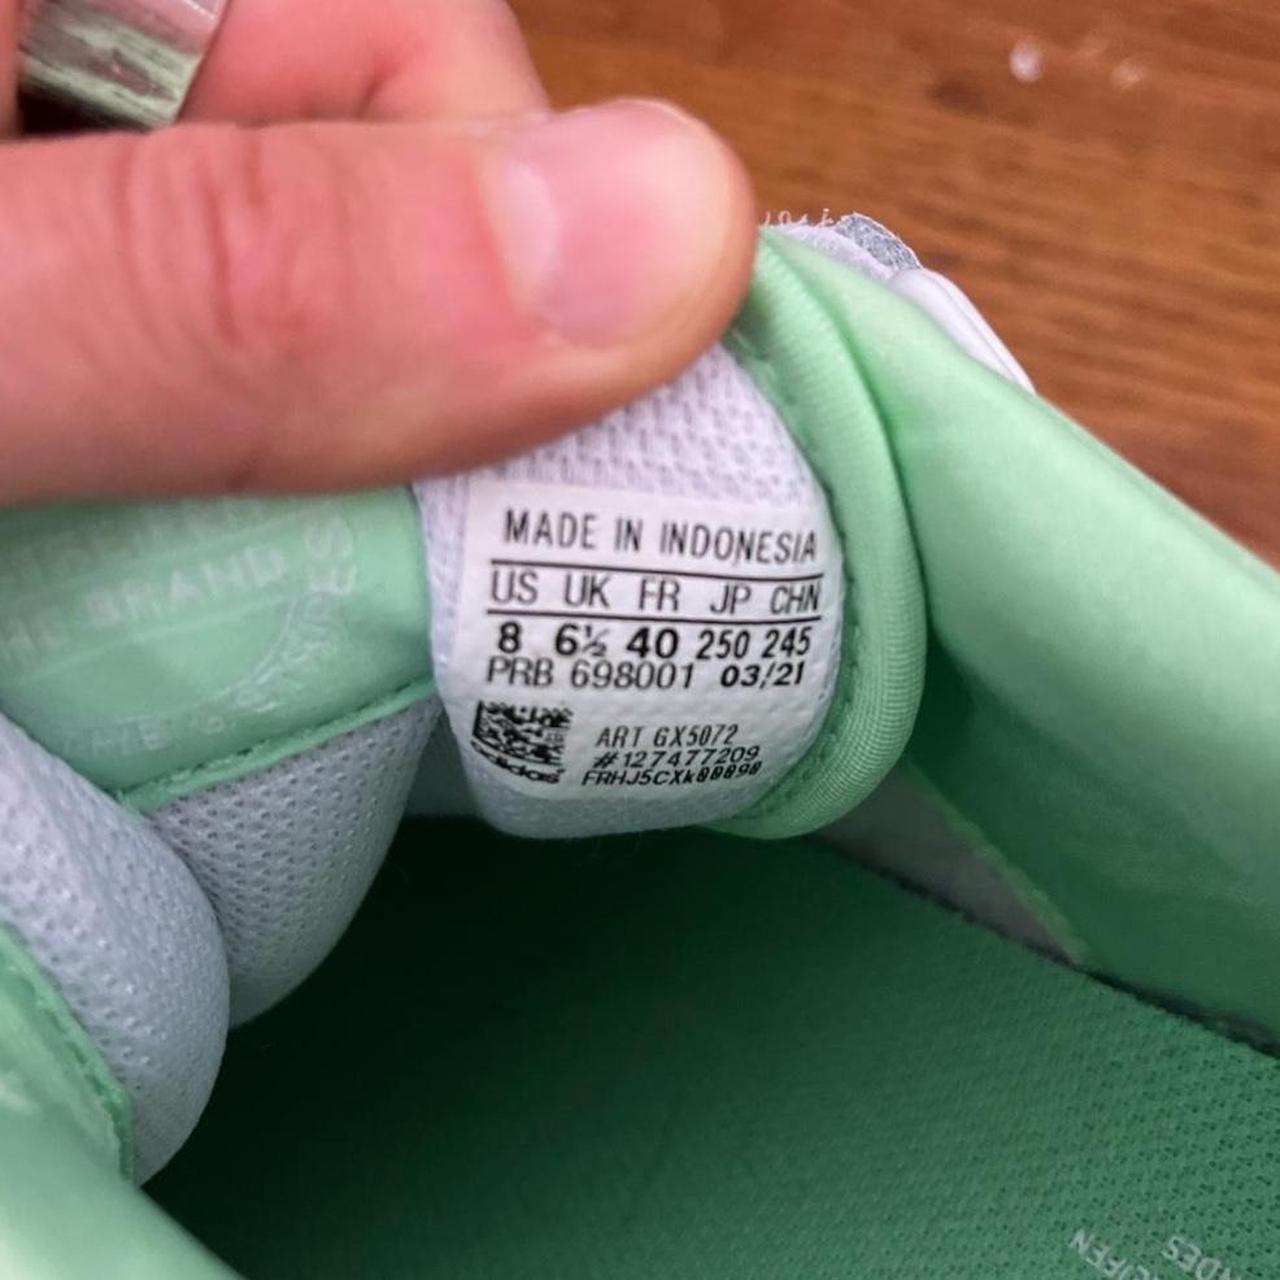 MADE IN INDONESIA
US UK FR JP CHN
8 6½ 40 250 245
PRB 698001 03/21
ART GX5072
#127477209
adidas
THE BRAND